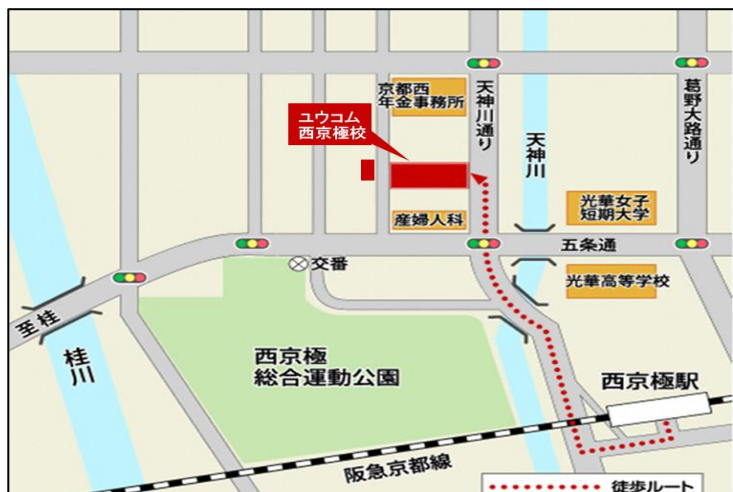 京都西
年金事務所
天神川通り
葛野大路通り
ユウコム
西京極校
天神川
産婦人科
光華女子
短期大学
五条通
交番
光華高等学校
至桂
桂川
西京極
総合運動公園
西京極駅
阪急京都線
徒歩ルート